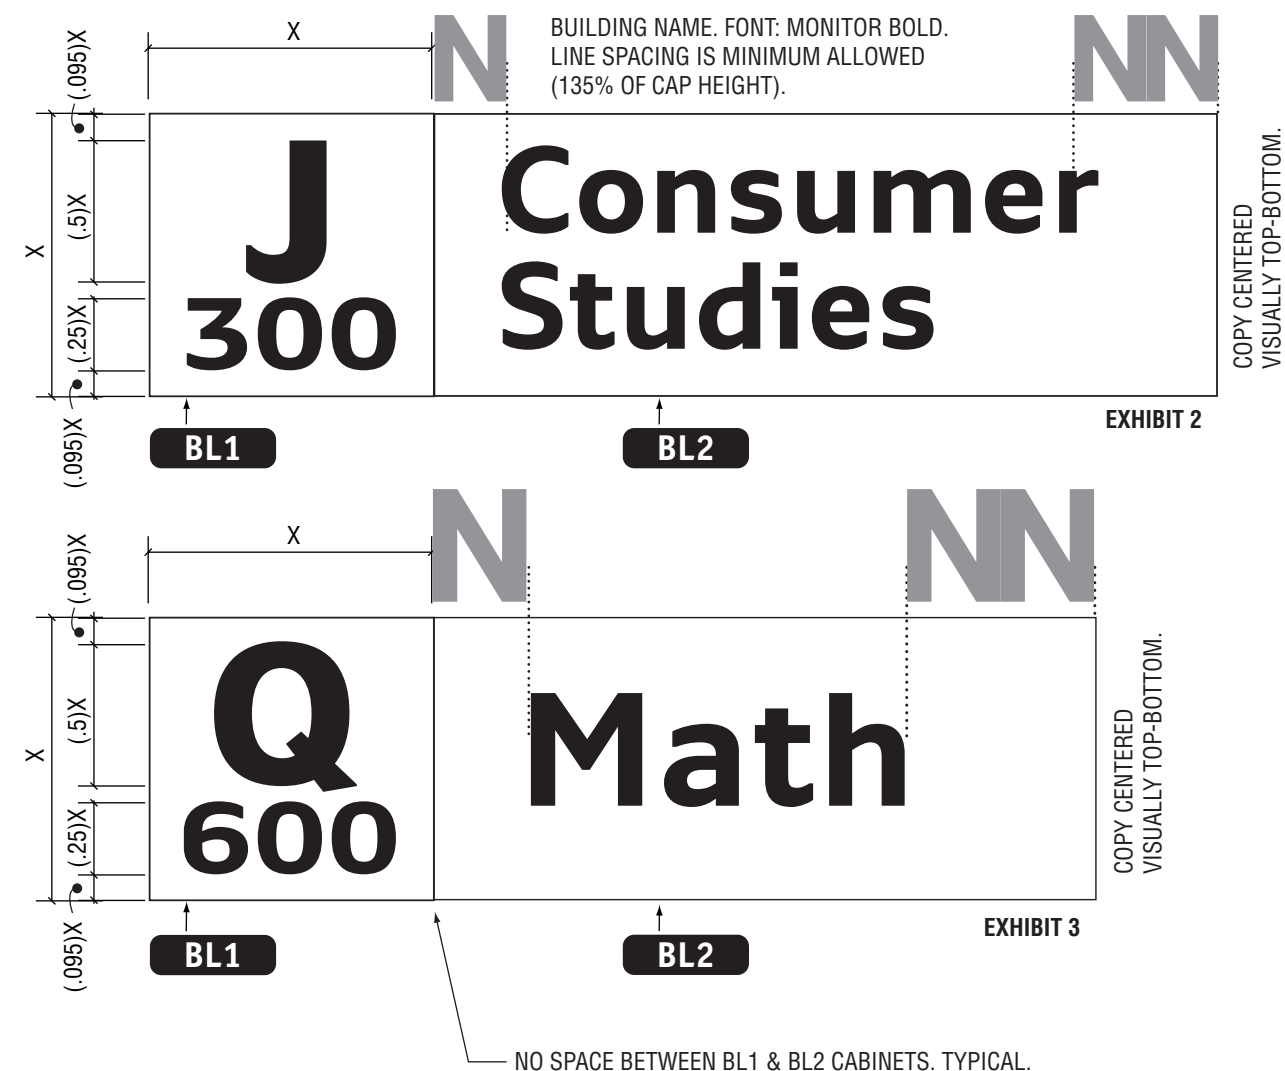 X
N
BUILDING NAME. FONT: MONITOR BOLD.
LINE SPACING IS MINIMUM ALLOWED
(135% OF CAP HEIGHT).
NN
(.095)X
(.5)X
X
(.25)X
(.095)X
J
300
Consumer
Studies
COPY CENTERED
VISUALLY TOP-BOTTOM.
BL1
BL2
EXHIBIT 2
X
N
NN
(.095)X
(.5)X
X
(.25)X
(.095)X
Q
600
Math
COPY CENTERED
VISUALLY TOP-BOTTOM.
BL1
BL2
EXHIBIT 3
NO SPACE BETWEEN BL1 & BL2 CABINETS. TYPICAL.